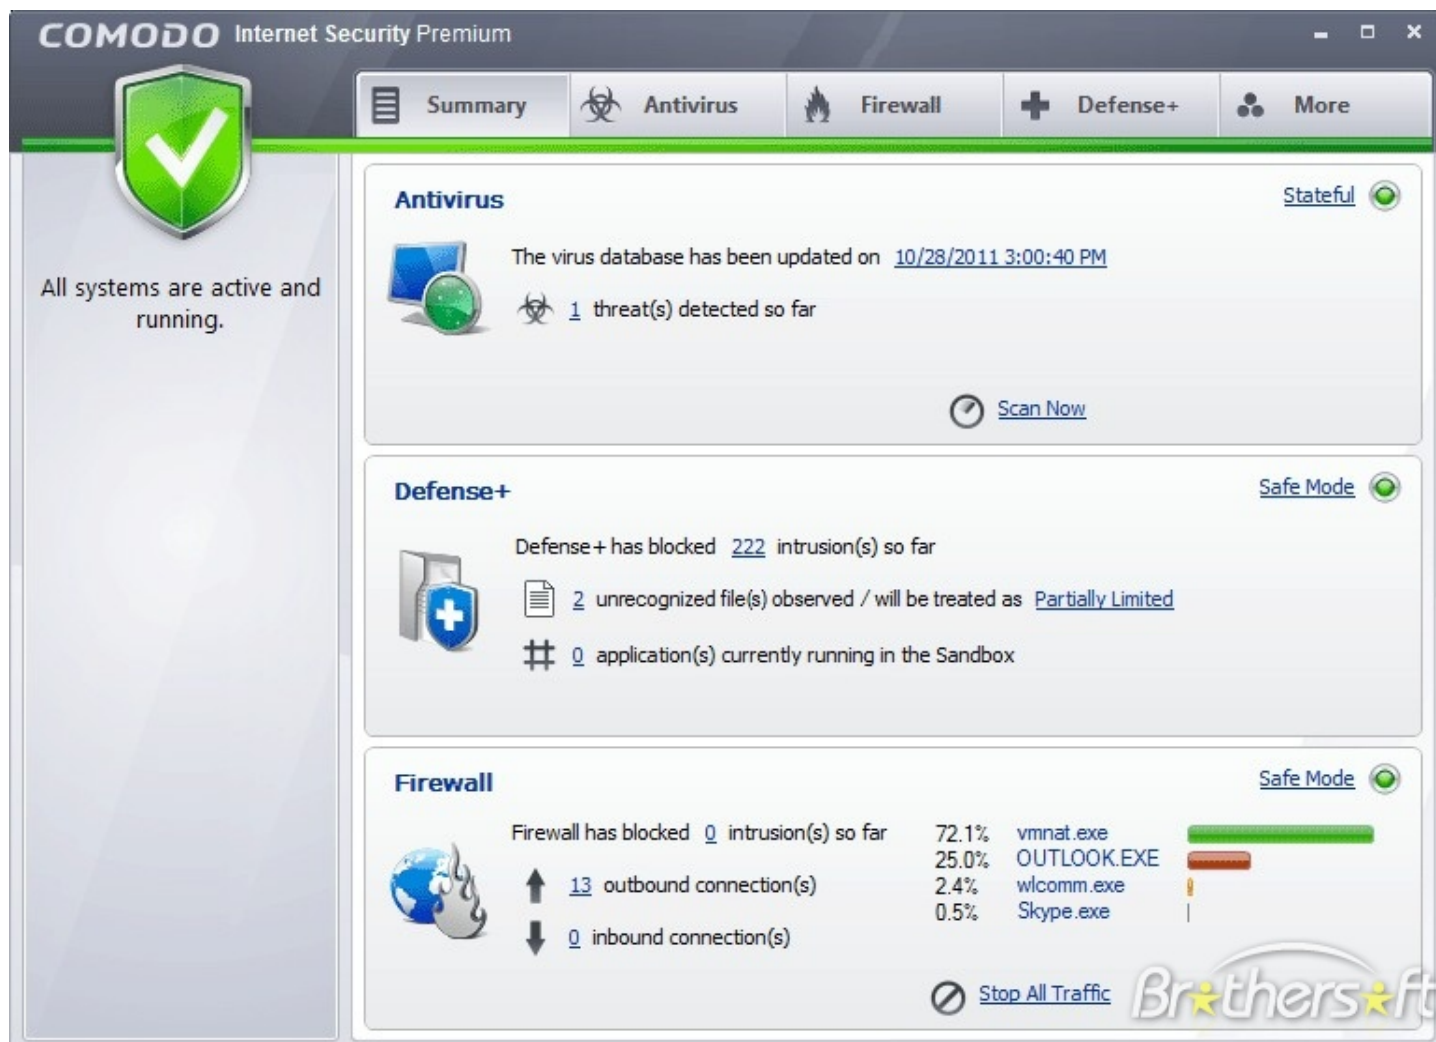 COMODO Internet Security Premium
Summary
Antivirus
Firewall
Defense+
More
All systems are active and
running.
Antivirus
Stateful
The virus database has been updated on 10/28/2011 3:00:40 PM
1 threat(s) detected so far
Scan Now
Defense+
Safe Mode
Defense+ has blocked 222 intrusion(s) so far
2 unrecognized file(s) observed / will be treated as Partially Limited
0 application(s) currently running in the Sandbox
Firewall
Safe Mode
Firewall has blocked 0 intrusion(s) so far
13 outbound connection(s)
0 inbound connection(s)
72.1% vmnat.exe
25.0% OUTLOOK.EXE
2.4% wlcomm.exe
0.5% Skype.exe
Stop All Traffic
Brothersoft